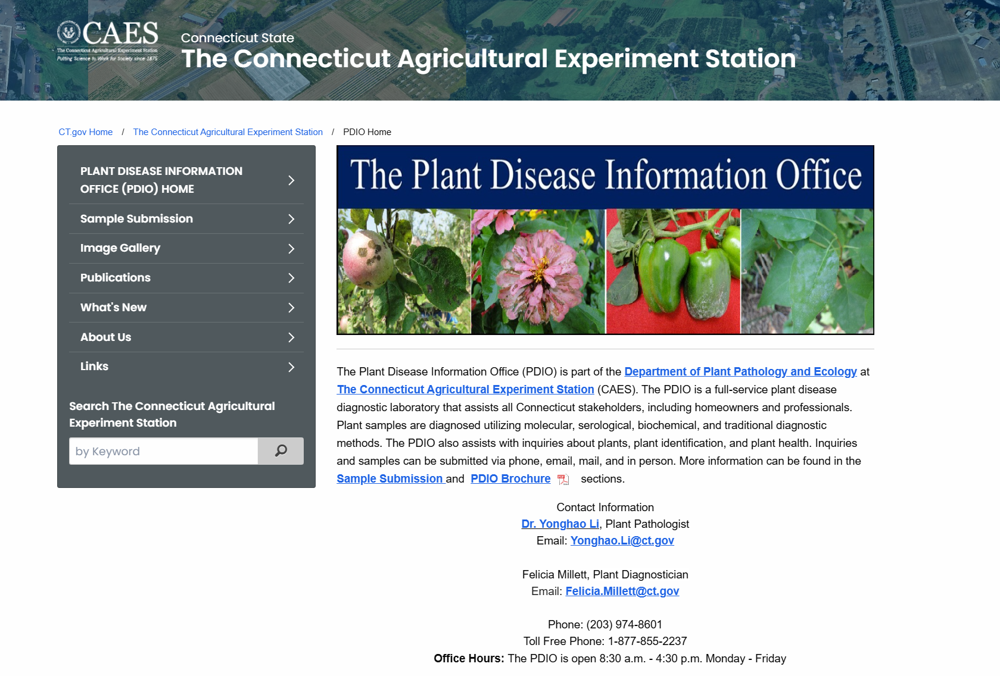 CAES
The Connecticut Agricultural Experiment Station
Putting Science to Work for Society since 1875
Connecticut State
The Connecticut Agricultural Experiment Station
CT.gov Home / The Connecticut Agricultural Experiment Station / PDIO Home
PLANT DISEASE INFORMATION
OFFICE (PDIO) HOME
Sample Submission
Image Gallery
Publications
What's New
About Us
Links
Search The Connecticut Agricultural
Experiment Station
by Keyword
The Plant Disease Information Office
The Plant Disease Information Office (PDIO) is part of the Department of Plant Pathology and Ecology at
The Connecticut Agricultural Experiment Station (CAES). The PDIO is a full-service plant disease
diagnostic laboratory that assists all Connecticut stakeholders, including homeowners and professionals.
Plant samples are diagnosed utilizing molecular, serological, biochemical, and traditional diagnostic
methods. The PDIO also assists with inquiries about plants, plant identification, and plant health. Inquiries
and samples can be submitted via phone, email, mail, and in person. More information can be found in the
Sample Submission and PDIO Brochure sections.
Contact Information
Dr. Yonghao Li, Plant Pathologist
Email: Yonghao.Li@ct.gov
Felicia Millett, Plant Diagnostician
Email: Felicia.Millett@ct.gov
Phone: (203) 974-8601
Toll Free Phone: 1-877-855-2237
Office Hours: The PDIO is open 8:30 a.m. - 4:30 p.m. Monday - Friday